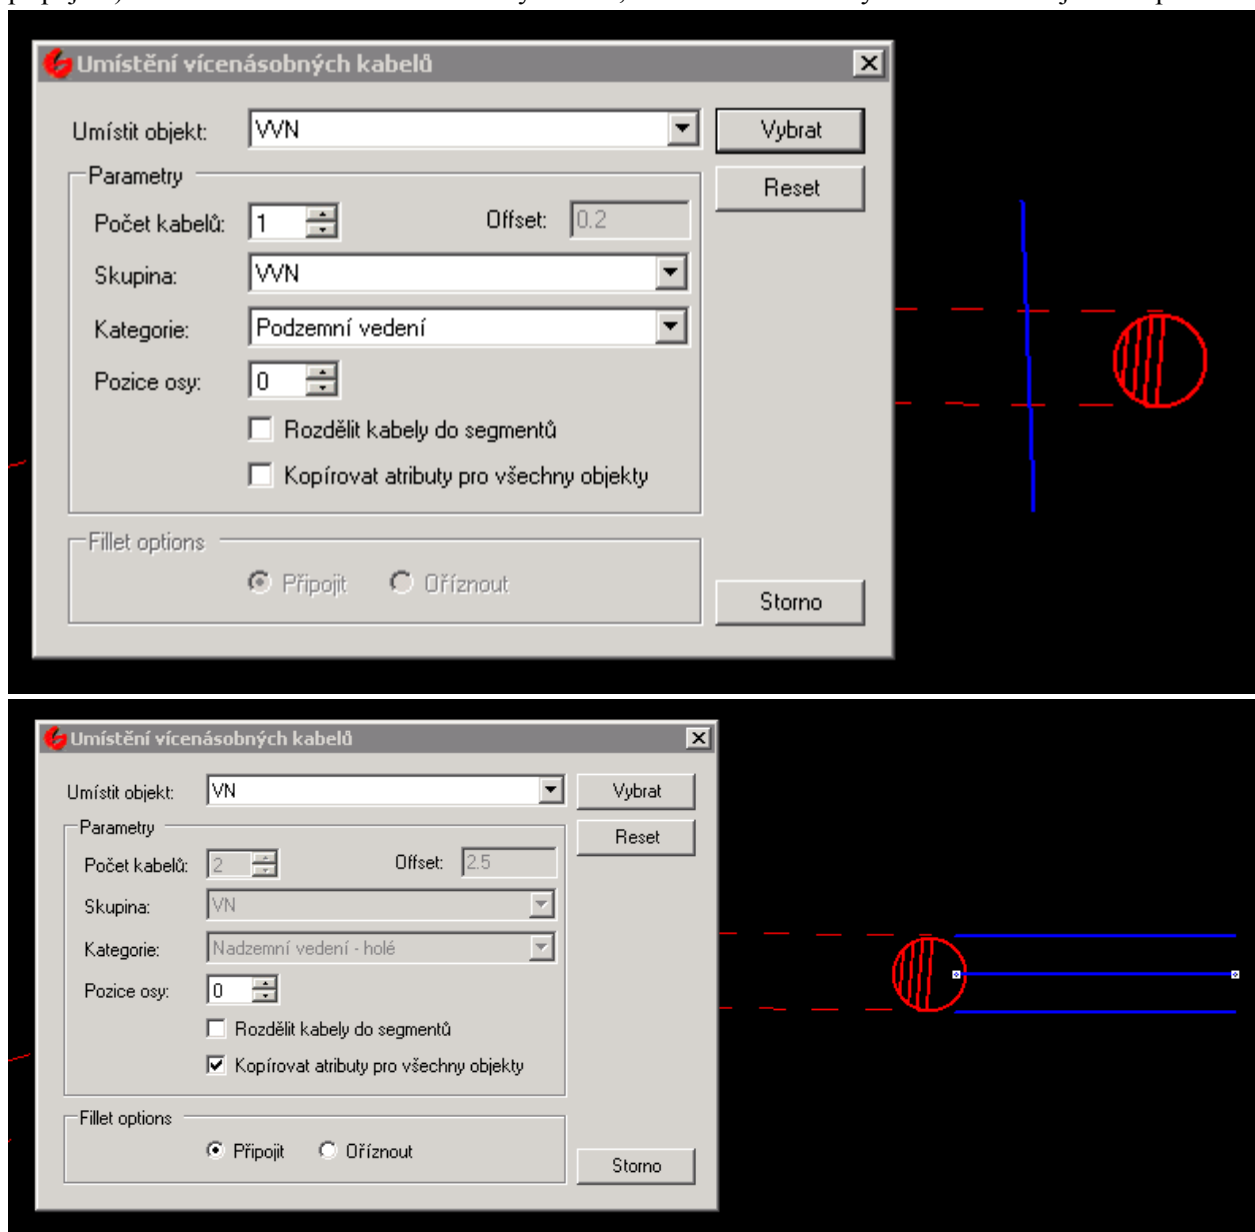 Umístění vícenásobných kabelů
Umístit objekt: VVN Vybrat
Parametry Reset
Počet kabelů: 1 Offset: 0.2
Skupina: VVN
Kategorie: Podzemní vedení
Pozice osy: 0
Rozdělit kabely do segmentů
Kopírovat atributy pro všechny objekty
Fillet options
Připojit Oříznout
Storno
Umístění vícenásobných kabelů
Umístit objekt: VN Vybrat
Parametry Reset
Počet kabelů: 2 Offset: 2.5
Skupina: VN
Kategorie: Nadzemní vedení - holé
Pozice osy: 0
Rozdělit kabely do segmentů
Kopírovat atributy pro všechny objekty
Fillet options
Připojit Oříznout
Storno